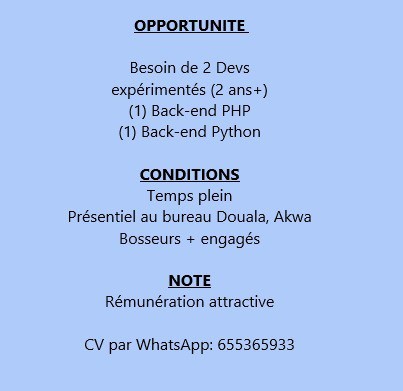 OPPORTUNITE
Besoin de 2 Devs
expérimentés (2 ans+)
(1) Back-end PHP
(1) Back-end Python
CONDITIONS
Temps plein
Présentiel au bureau Douala, Akwa
Bosseurs + engagés
NOTE
Rémunération attractive
CV par WhatsApp: 655365933